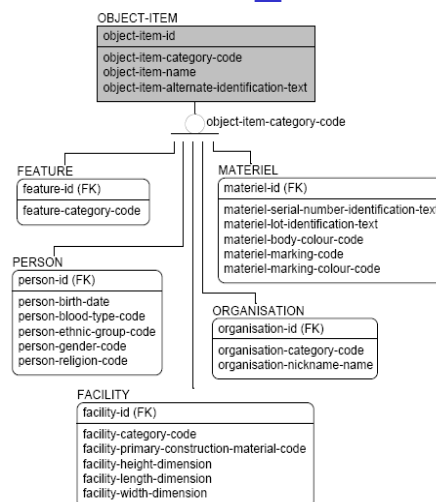 OBJECT-ITEM
object-item-id
object-item-category-code
object-item-name
object-item-alternate-identification-text
object-item-category-code
FEATURE
feature-id (FK)
feature-category-code
MATERIEL
materiel-id (FK)
materiel-serial-number-identification-text
materiel-lot-identification-text
materiel-body-colour-code
materiel-marking-code
materiel-marking-colour-code
PERSON
person-id (FK)
person-birth-date
person-blood-type-code
person-ethnic-group-code
person-gender-code
person-religion-code
ORGANISATION
organisation-id (FK)
organisation-category-code
organisation-nickname-name
FACILITY
facility-id (FK)
facility-category-code
facility-primary-construction-material-code
facility-height-dimension
facility-length-dimension
facility-width-dimension